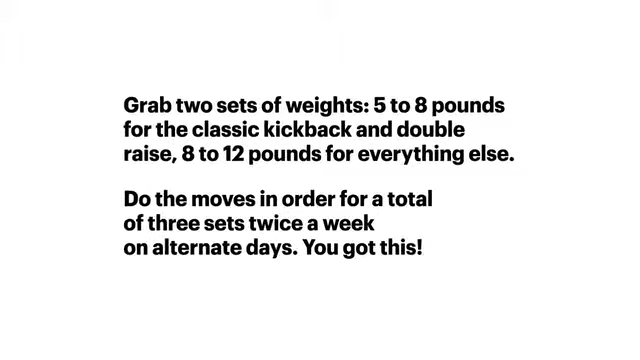 Grab two sets of weights: 5 to 8 pounds
for the classic kickback and double
raise, 8 to 12 pounds for everything else.
Do the moves in order for a total
of three sets twice a week
on alternate days. You got this!